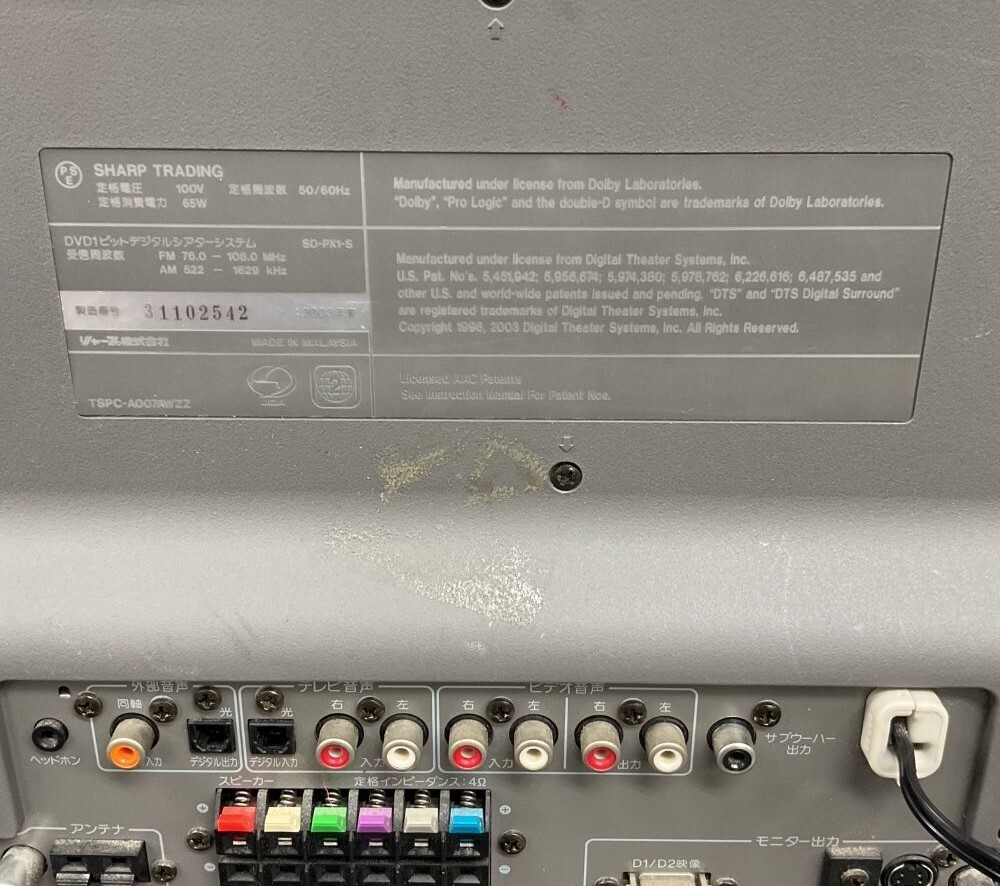 PSE
SHARP TRADING
定格電圧 100V 定格周波数 50/60Hz
定格消費電力 65W
DVD1ビットデジタルシアターシステム SD-PX1-S
受信周波数 FM 76.0 - 108.0 MHz
AM 522 - 1629 kHz
製造番号 31102542
シャープ株式会社 MADE IN MALAYSIA
TSPC-A007AWZZ
Manufactured under license from Dolby Laboratories.
"Dolby", "Pro Logic" and the double-D symbol are trademarks of Dolby Laboratories.
Manufactured under license from Digital Theater Systems, Inc.
U.S. Pat. No's. 5,451,942; 5,956,674; 5,974,380; 5,978,762; 6,226,616; 6,487,535 and
other U.S. and world-wide patents issued and pending. "DTS" and "DTS Digital Surround"
are registered trademarks of Digital Theater Systems, Inc.
Copyright 1996, 2003 Digital Theater Systems, Inc. All Rights Reserved.
Licensed AAC Patents
See Instruction Manual For Patent Nos.
外部音声 テレビ音声 ビデオ音声
同軸 光 光 右 左 右 左 右 左
ヘッドホン 入力 デジタル出力 デジタル入力 入力 入力 出力 サブウーハー
出力
スピーカー 定格インピーダンス:4Ω
アンテナ モニター出力
D1/D2映像